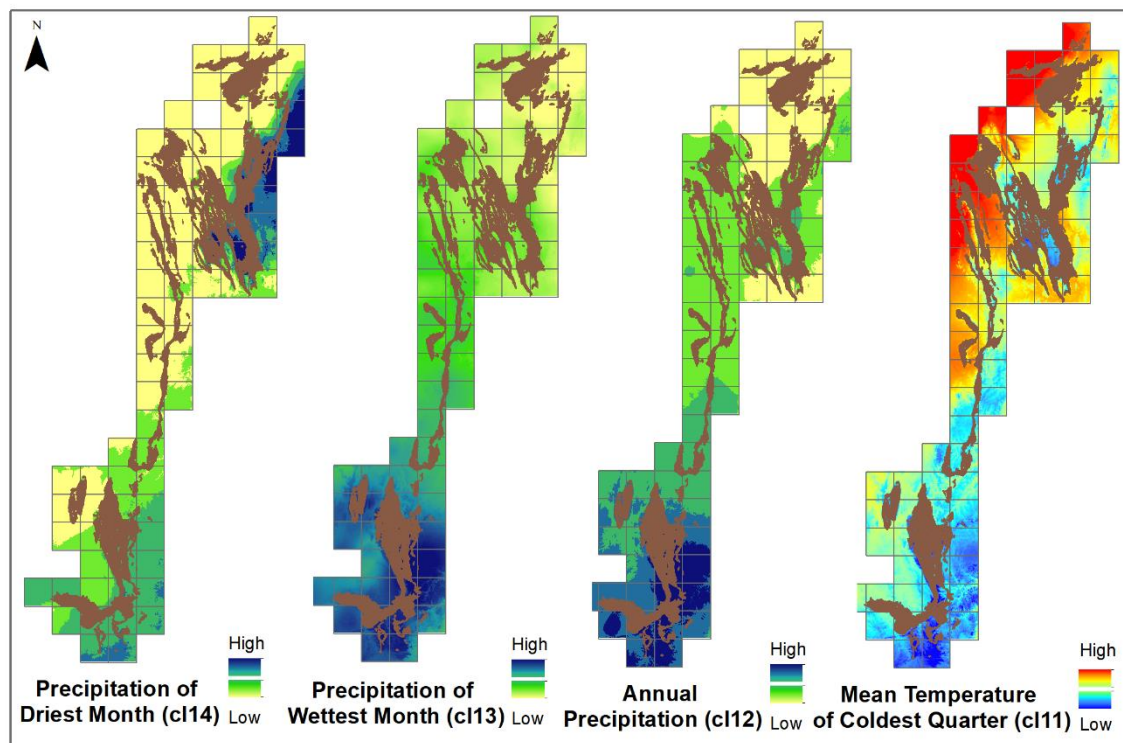 N
High
Low
Precipitation of
Driest Month (cl14)
High
Low
Precipitation of
Wettest Month (cl13)
High
Low
Annual
Precipitation (cl12)
High
Low
Mean Temperature
of Coldest Quarter (cl11)